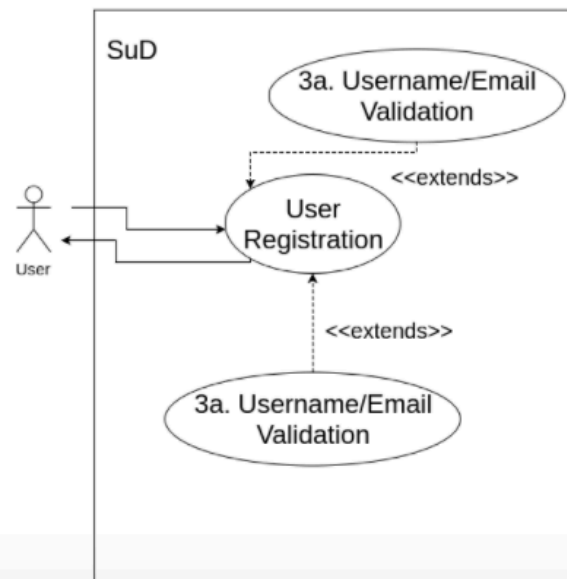 SuD
3a. Username/Email
Validation
<<extends>>
User
Registration
User
<<extends>>
3a. Username/Email
Validation